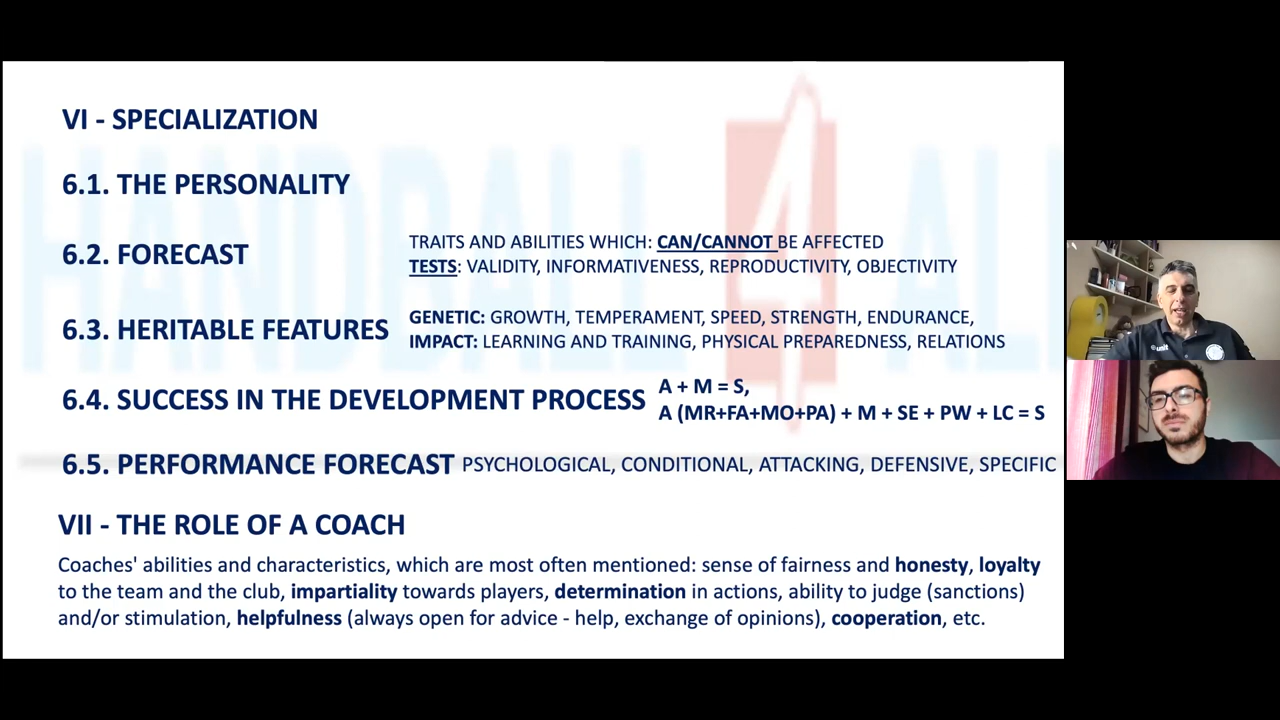 VI - SPECIALIZATION
6.1. THE PERSONALITY
6.2. FORECAST
TRAITS AND ABILITIES WHICH: CAN/CANNOT BE AFFECTED
TESTS: VALIDITY, INFORMATIVENESS, REPRODUCTIVITY, OBJECTIVITY
6.3. HERITABLE FEATURES
GENETIC: GROWTH, TEMPERAMENT, SPEED, STRENGTH, ENDURANCE,
IMPACT: LEARNING AND TRAINING, PHYSICAL PREPAREDNESS, RELATIONS
6.4. SUCCESS IN THE DEVELOPMENT PROCESS
A + M = S,
A (MR+FA+MO+PA) + M + SE + PW + LC = S
6.5. PERFORMANCE FORECAST PSYCHOLOGICAL, CONDITIONAL, ATTACKING, DEFENSIVE, SPECIFIC
VII - THE ROLE OF A COACH
Coaches' abilities and characteristics, which are most often mentioned: sense of fairness and honesty, loyalty
to the team and the club, impartiality towards players, determination in actions, ability to judge (sanctions)
and/or stimulation, helpfulness (always open for advice - help, exchange of opinions), cooperation, etc.
HANDBALL 4 ALL
unit